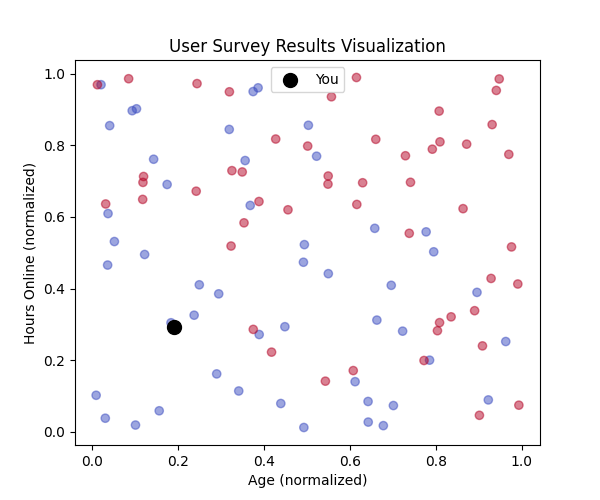 User Survey Results Visualization
You
Hours Online (normalized)
1.0
0.8
0.6
0.4
0.2
0.0
0.0 0.2 0.4 0.6 0.8 1.0
Age (normalized)